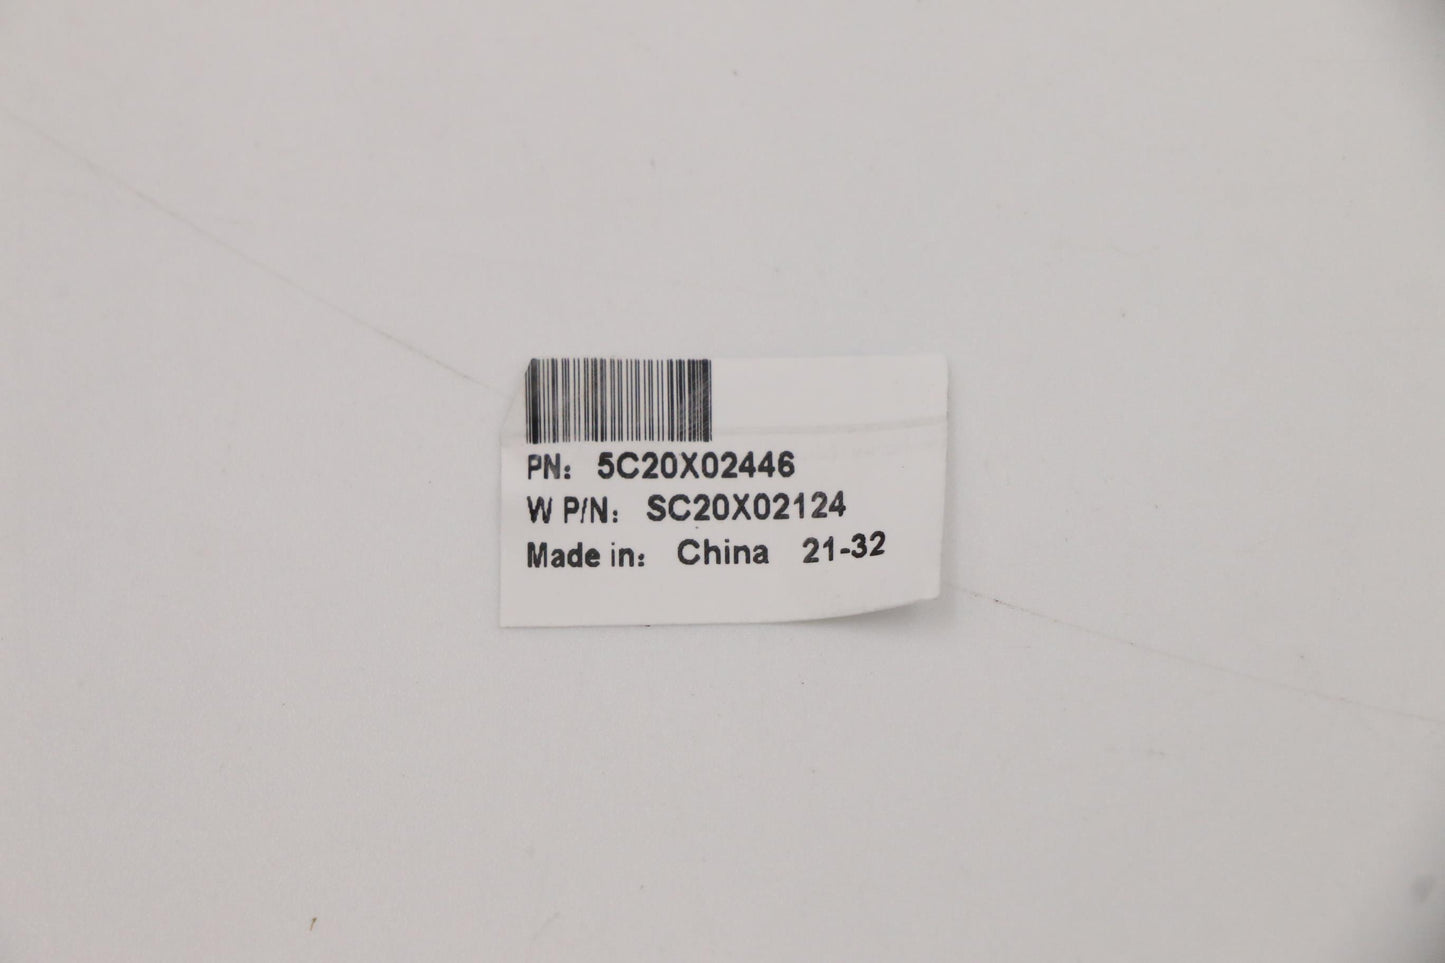 PN: 5C20X02446
W P/N: SC20X02124
Made in: China 21-32